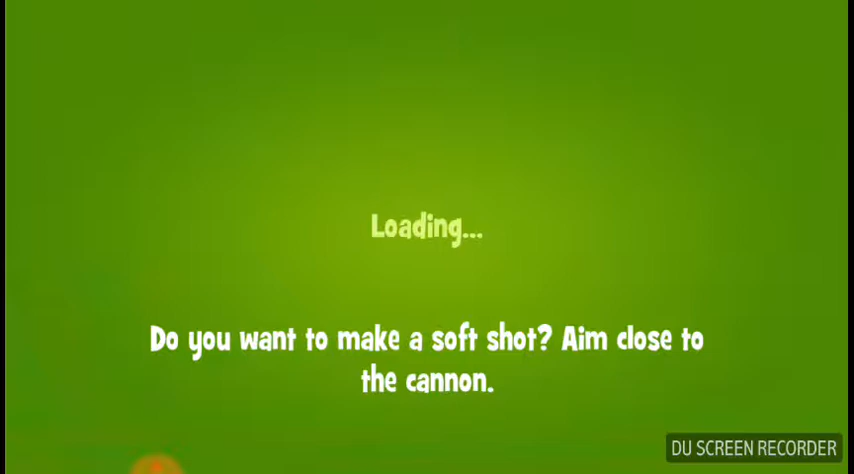 Loading...
Do you want to make a soft shot? Aim close to
the cannon.
DU SCREEN RECORDER